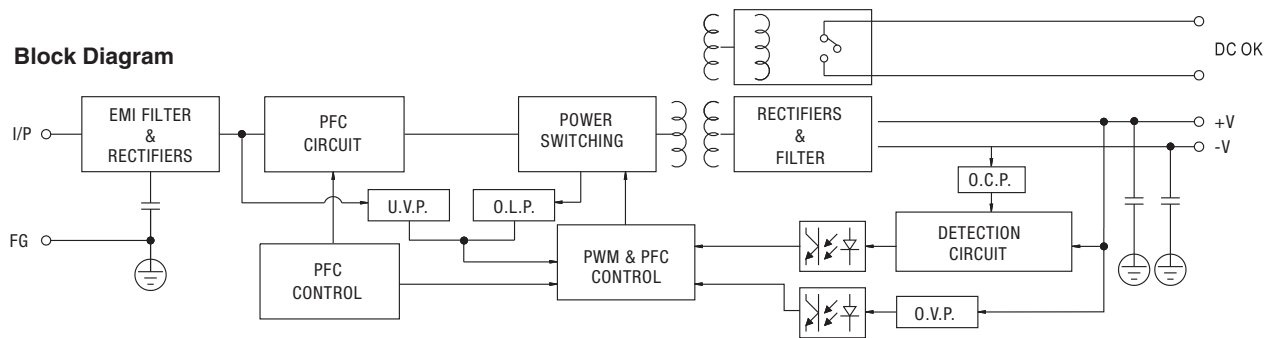 Block Diagram
DC OK
I/P
EMI FILTER
&
RECTIFIERS
PFC
CIRCUIT
POWER
SWITCHING
RECTIFIERS
&
FILTER
+V
-V
O.C.P.
U.V.P.
O.L.P.
DETECTION
CIRCUIT
FG
PFC
CONTROL
PWM & PFC
CONTROL
O.V.P.